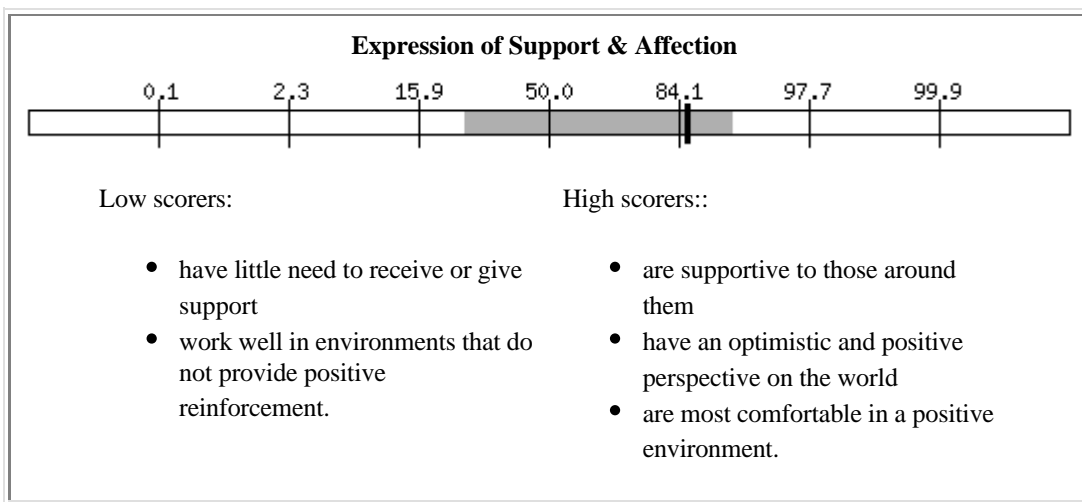 Expression of Support & Affection
0.1 2.3 15.9 50.0 84.1 97.7 99.9
Low scorers:
have little need to receive or give
support
work well in environments that do
not provide positive
reinforcement.
High scorers::
are supportive to those around
them
have an optimistic and positive
perspective on the world
are most comfortable in a positive
environment.